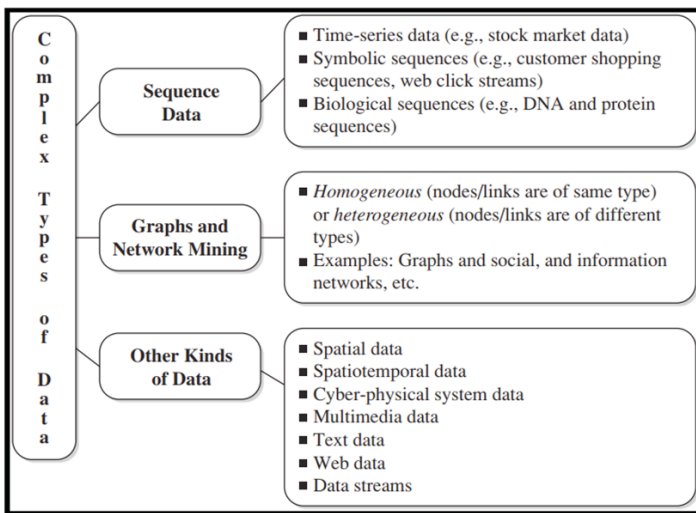 Complex Types of Data
Sequence
Data
■ Time-series data (e.g., stock market data)
■ Symbolic sequences (e.g., customer shopping
sequences, web click streams)
■ Biological sequences (e.g., DNA and protein
sequences)
Graphs and
Network Mining
■ Homogeneous (nodes/links are of same type)
or heterogeneous (nodes/links are of different
types)
■ Examples: Graphs and social, and information
networks, etc.
Other Kinds
of Data
■ Spatial data
■ Spatiotemporal data
■ Cyber-physical system data
■ Multimedia data
■ Text data
■ Web data
■ Data streams